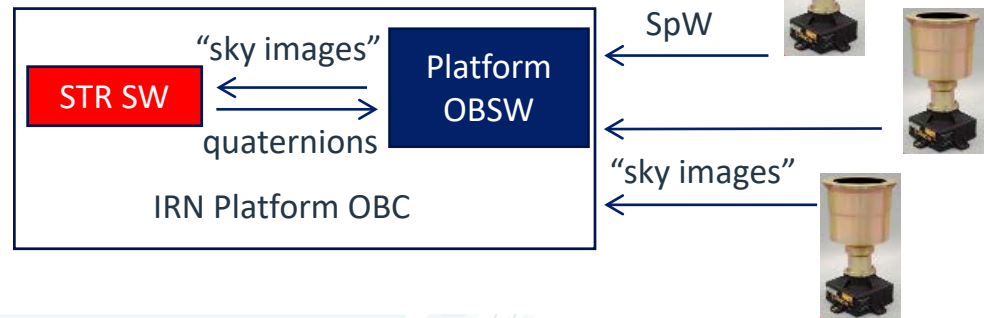 SpW
“sky images”
Platform
OBSW
STR SW
quaternions
“sky images”
IRN Platform OBC